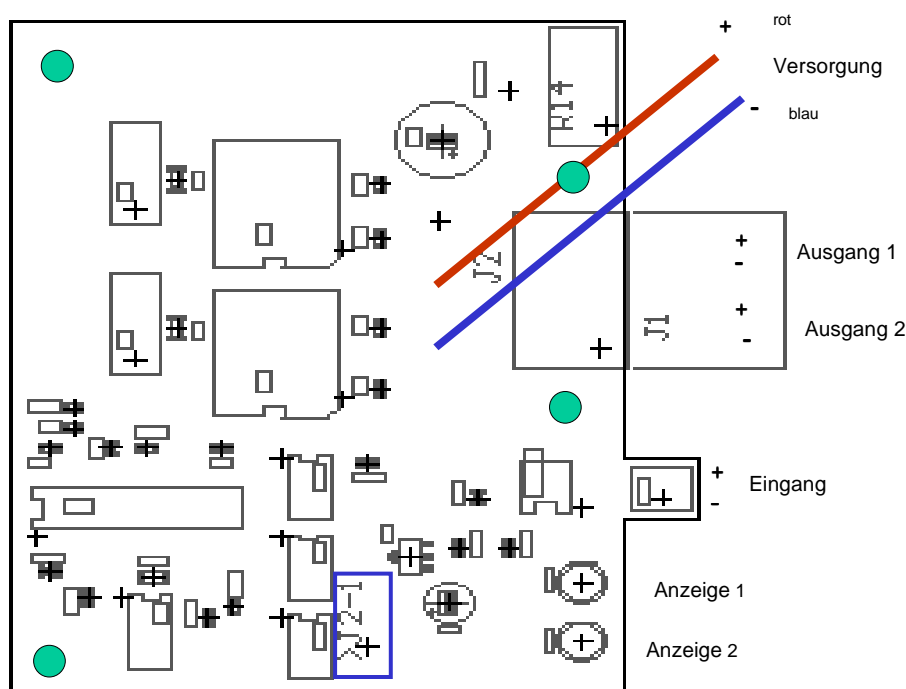 + rot
Versorgung
- blau
R14
J2
+
-
Ausgang 1
J1
+
-
Ausgang 2
+
-
Eingang
Anzeige 1
Anzeige 2